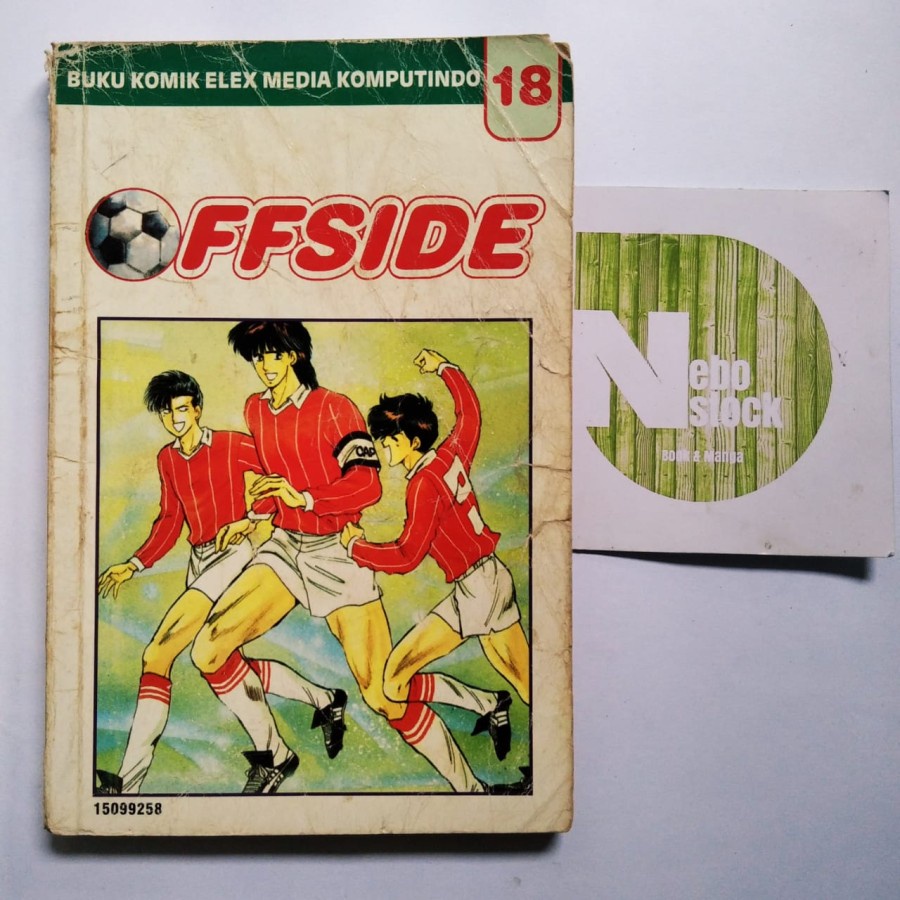 BUKU KOMIK ELEX MEDIA KOMPUTINDO
18
OFFSIDE
CAP
15099258
Nebo
stock
Book & Manga